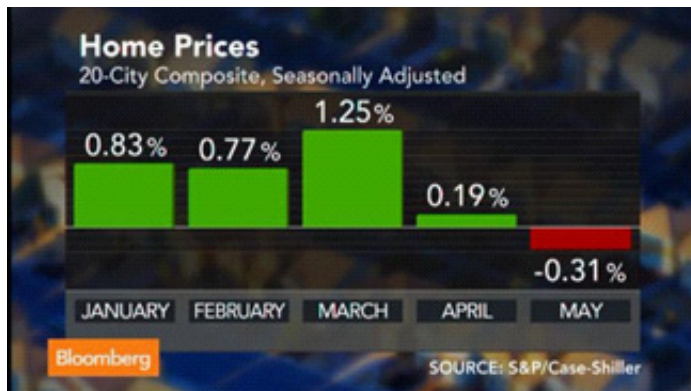 Home Prices
20-City Composite, Seasonally Adjusted
0.83% 0.77% 1.25% 0.19% -0.31%
JANUARY FEBRUARY MARCH APRIL MAY
Bloomberg
SOURCE: S&P/Case-Shiller